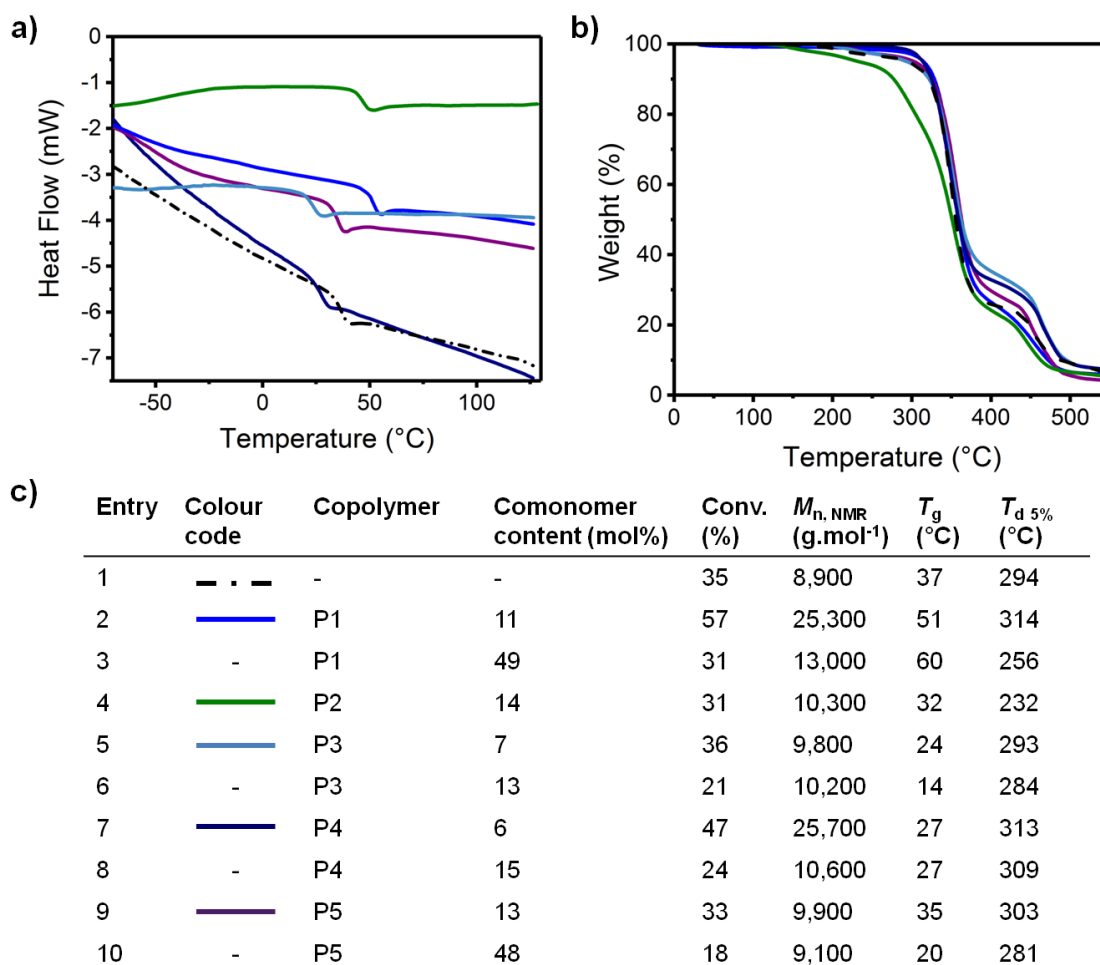 a)
0
-1
-2
-3
-4
-5
-6
-7
Heat Flow (mW)
-50 0 50 100
Temperature (°C)
b)
100
80
60
40
20
0
Weight (%)
0 100 200 300 400 500
Temperature (°C)
c)
Entry Colour code Copolymer Comonomer content (mol%) Conv. (%) Mn, NMR (g.mol-1) Tg (°C) Td 5% (°C)
1 - - 35 8,900 37 294
2 P1 11 57 25,300 51 314
3 - P1 49 31 13,000 60 256
4 P2 14 31 10,300 32 232
5 P3 7 36 9,800 24 293
6 - P3 13 21 10,200 14 284
7 P4 6 47 25,700 27 313
8 - P4 15 24 10,600 27 309
9 P5 13 33 9,900 35 303
10 - P5 48 18 9,100 20 281